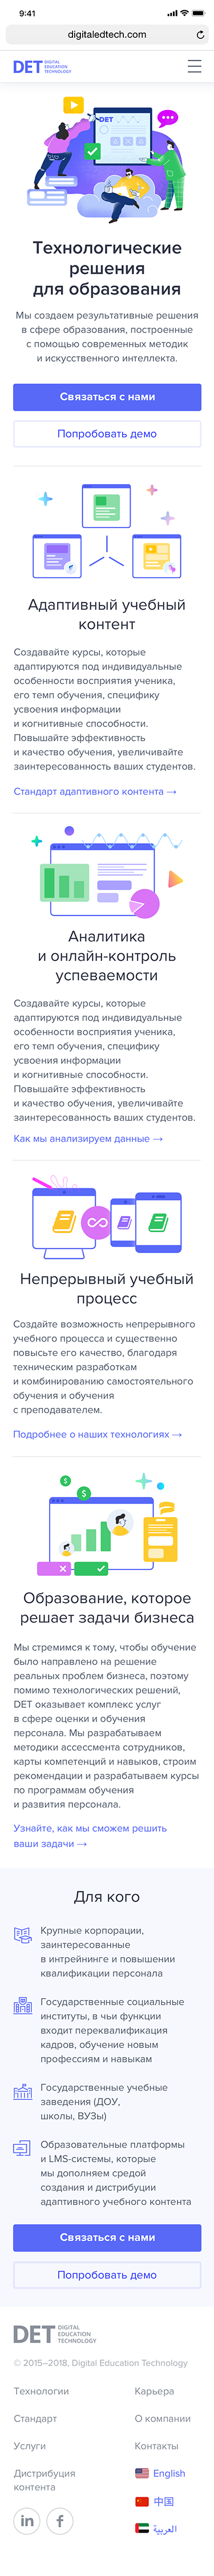 9:41
digitaledtech.com
DET DIGITAL
EDUCATION
TECHNOLOGY
DET
Технологические
решения
для образования
Мы создаем результативные решения
в сфере образования, построенные
с помощью современных методик
и искусственного интеллекта.
Связаться с нами
Попробовать демо
Адаптивный учебный
контент
Создавайте курсы, которые
адаптируются под индивидуальные
особенности восприятия ученика,
его темп обучения, специфику
усвоения информации
и когнитивные способности.
Повышайте эффективность
и качество обучения, увеличивайте
заинтересованность ваших студентов.
Стандарт адаптивного контента →
Аналитика
и онлайн-контроль
успеваемости
Создавайте курсы, которые
адаптируются под индивидуальные
особенности восприятия ученика,
его темп обучения, специфику
усвоения информации
и когнитивные способности.
Повышайте эффективность
и качество обучения, увеличивайте
заинтересованность ваших студентов.
Как мы анализируем данные →
Непрерывный учебный
процесс
Создайте возможность непрерывного
учебного процесса и существенно
повысьте его качество, благодаря
техническим разработкам
и комбинированию самостоятельного
обучения и обучения
с преподавателем.
Подробнее о наших технологиях →
$
$
Образование, которое
решает задачи бизнеса
Мы стремимся к тому, чтобы обучение
было направлено на решение
реальных проблем бизнеса, поэтому
помимо технологических решений,
DET оказывает комплекс услуг
в сфере оценки и обучения
персонала. Мы разрабатываем
методики ассесмента сотрудников,
карты компетенций и навыков, строим
рекомендации и разрабатываем курсы
по программам обучения
и развития персонала.
Узнайте, как мы сможем решить
ваши задачи →
Для кого
Крупные корпорации,
заинтересованные
в интрейнинге и повышении
квалификации персонала
Государственные социальные
институты, в чьи функции
входит переквалификация
кадров, обучение новым
профессиям и навыкам
Государственные учебные
заведения (ДОУ,
школы, ВУЗы)
Образовательные платформы
и LMS-системы, которые
мы дополняем средой
создания и дистрибуции
адаптивного учебного контента
Связаться с нами
Попробовать демо
DET DIGITAL
EDUCATION
TECHNOLOGY
© 2015–2018, Digital Education Technology
Технологии
Карьера
Стандарт
О компании
Услуги
Контакты
Дистрибуция
контента
English
中国
العربية
in
f